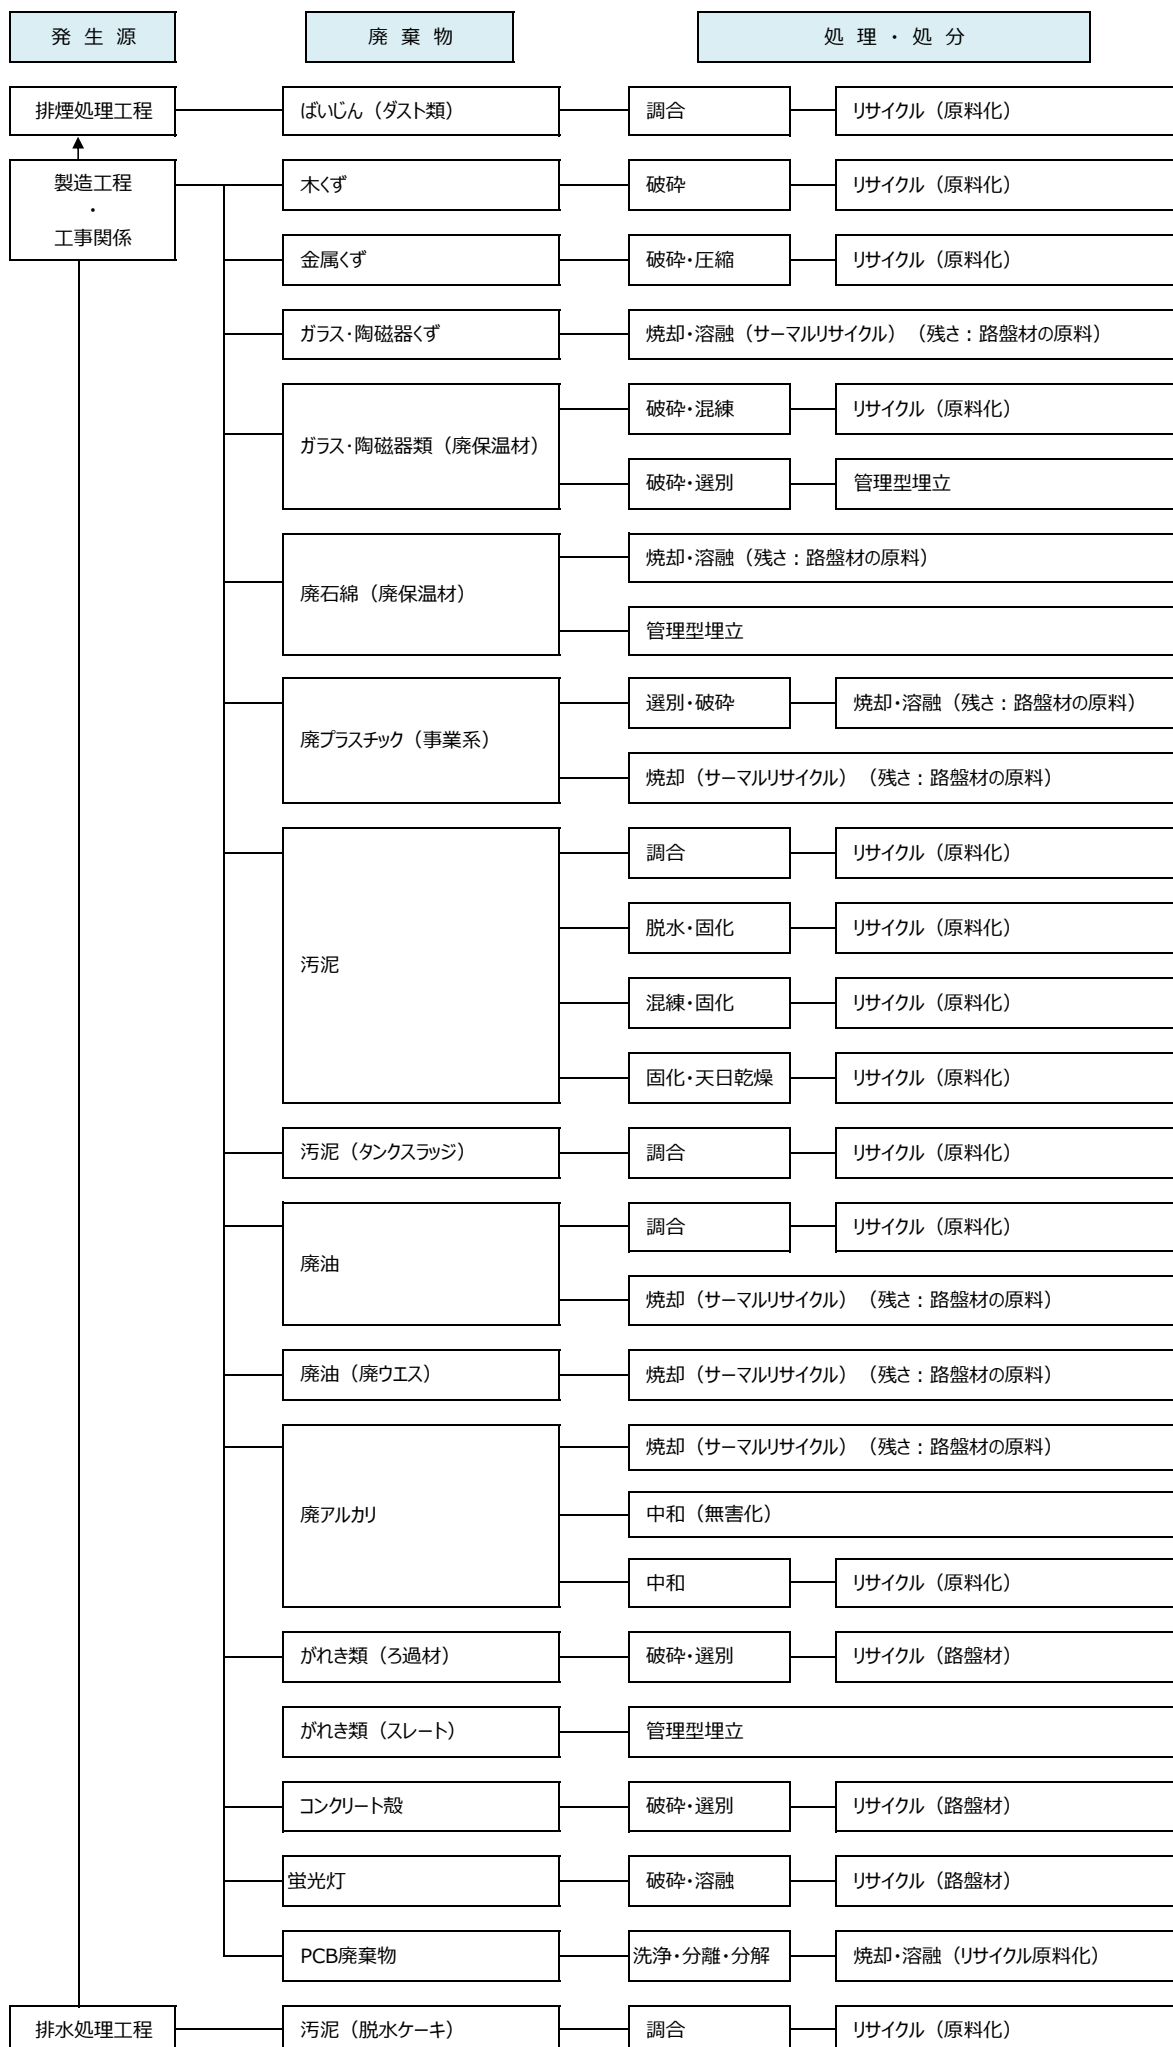 発 生 源 廃 棄 物 処 理 ・ 処 分
排煙処理工程 ばいじん（ダスト類） 調合 リサイクル（原料化）
製造工程
・
工事関係
木くず 破砕 リサイクル（原料化）
金属くず 破砕・圧縮 リサイクル（原料化）
ガラス・陶磁器くず 焼却・溶融（サーマルリサイクル）（残さ：路盤材の原料）
ガラス・陶磁器類（廃保温材）
破砕・混練 リサイクル（原料化）
破砕・選別 管理型埋立
廃石綿（廃保温材）
焼却・溶融（残さ：路盤材の原料）
管理型埋立
廃プラスチック（事業系）
選別・破砕 焼却・溶融（残さ：路盤材の原料）
焼却（サーマルリサイクル）（残さ：路盤材の原料）
汚泥
調合 リサイクル（原料化）
脱水・固化 リサイクル（原料化）
混練・固化 リサイクル（原料化）
固化・天日乾燥 リサイクル（原料化）
汚泥（タンクスラッジ） 調合 リサイクル（原料化）
廃油
調合 リサイクル（原料化）
焼却（サーマルリサイクル）（残さ：路盤材の原料）
廃油（廃ウエス） 焼却（サーマルリサイクル）（残さ：路盤材の原料）
廃アルカリ
焼却（サーマルリサイクル）（残さ：路盤材の原料）
中和（無害化）
中和 リサイクル（原料化）
がれき類（ろ過材） 破砕・選別 リサイクル（路盤材）
がれき類（スレート） 管理型埋立
コンクリート殻 破砕・選別 リサイクル（路盤材）
蛍光灯 破砕・溶融 リサイクル（路盤材）
PCB廃棄物 洗浄・分離・分解 焼却・溶融（リサイクル原料化）
排水処理工程 汚泥（脱水ケーキ） 調合 リサイクル（原料化）